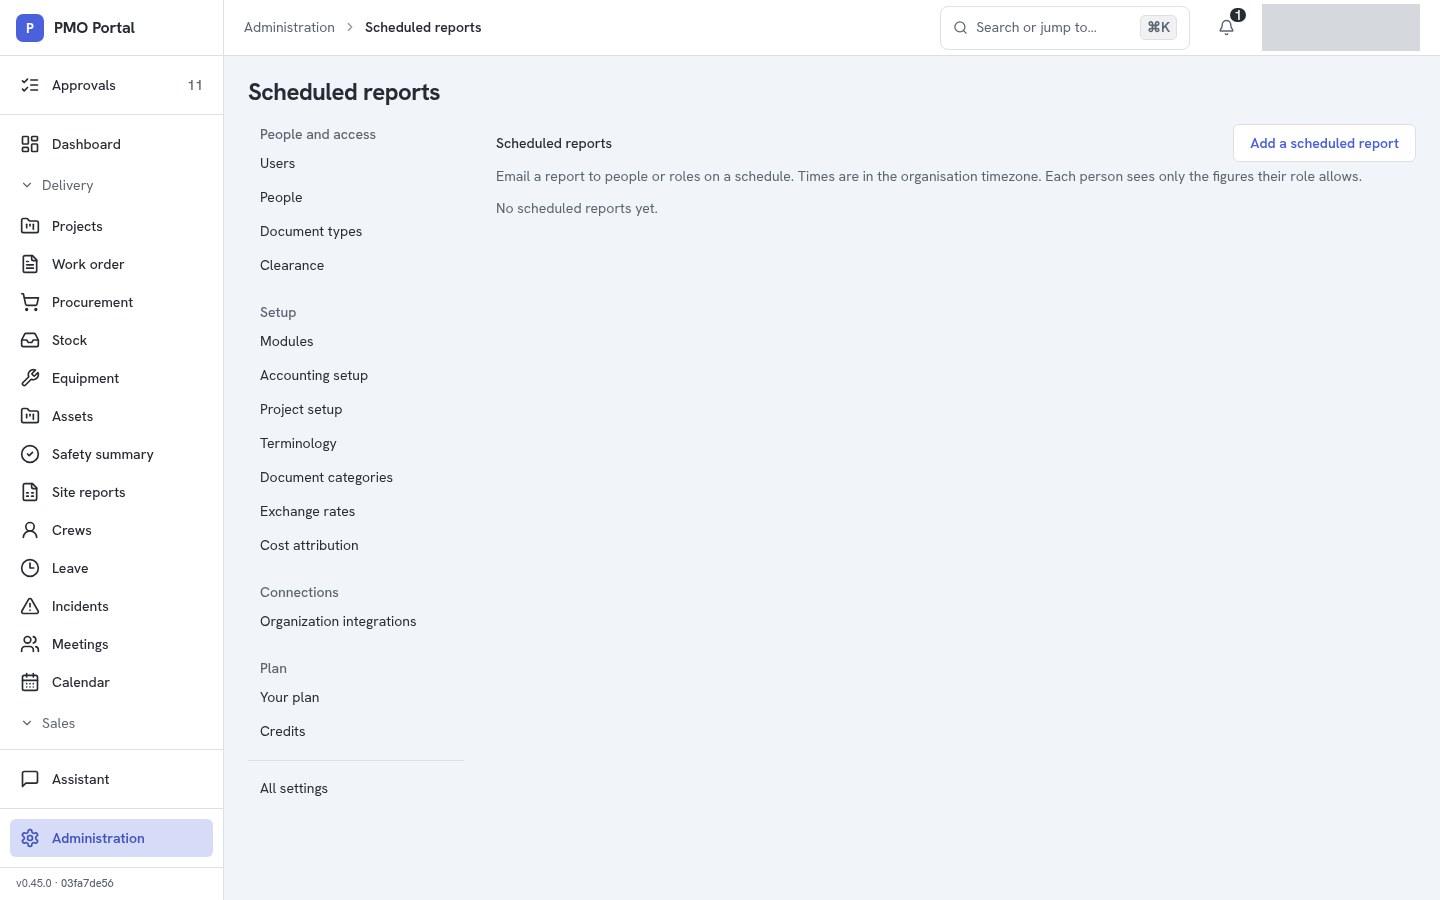 P PMO Portal
Administration > Scheduled reports
Search or jump to... ⌘K
1
Approvals 11
Dashboard
Delivery
Projects
Work order
Procurement
Stock
Equipment
Assets
Safety summary
Site reports
Crews
Leave
Incidents
Meetings
Calendar
Sales
Assistant
Administration
v0.45.0 · 03fa7de56
Scheduled reports
People and access
Users
People
Document types
Clearance
Setup
Modules
Accounting setup
Project setup
Terminology
Document categories
Exchange rates
Cost attribution
Connections
Organization integrations
Plan
Your plan
Credits
All settings
Scheduled reports
Add a scheduled report
Email a report to people or roles on a schedule. Times are in the organisation timezone. Each person sees only the figures their role allows.
No scheduled reports yet.